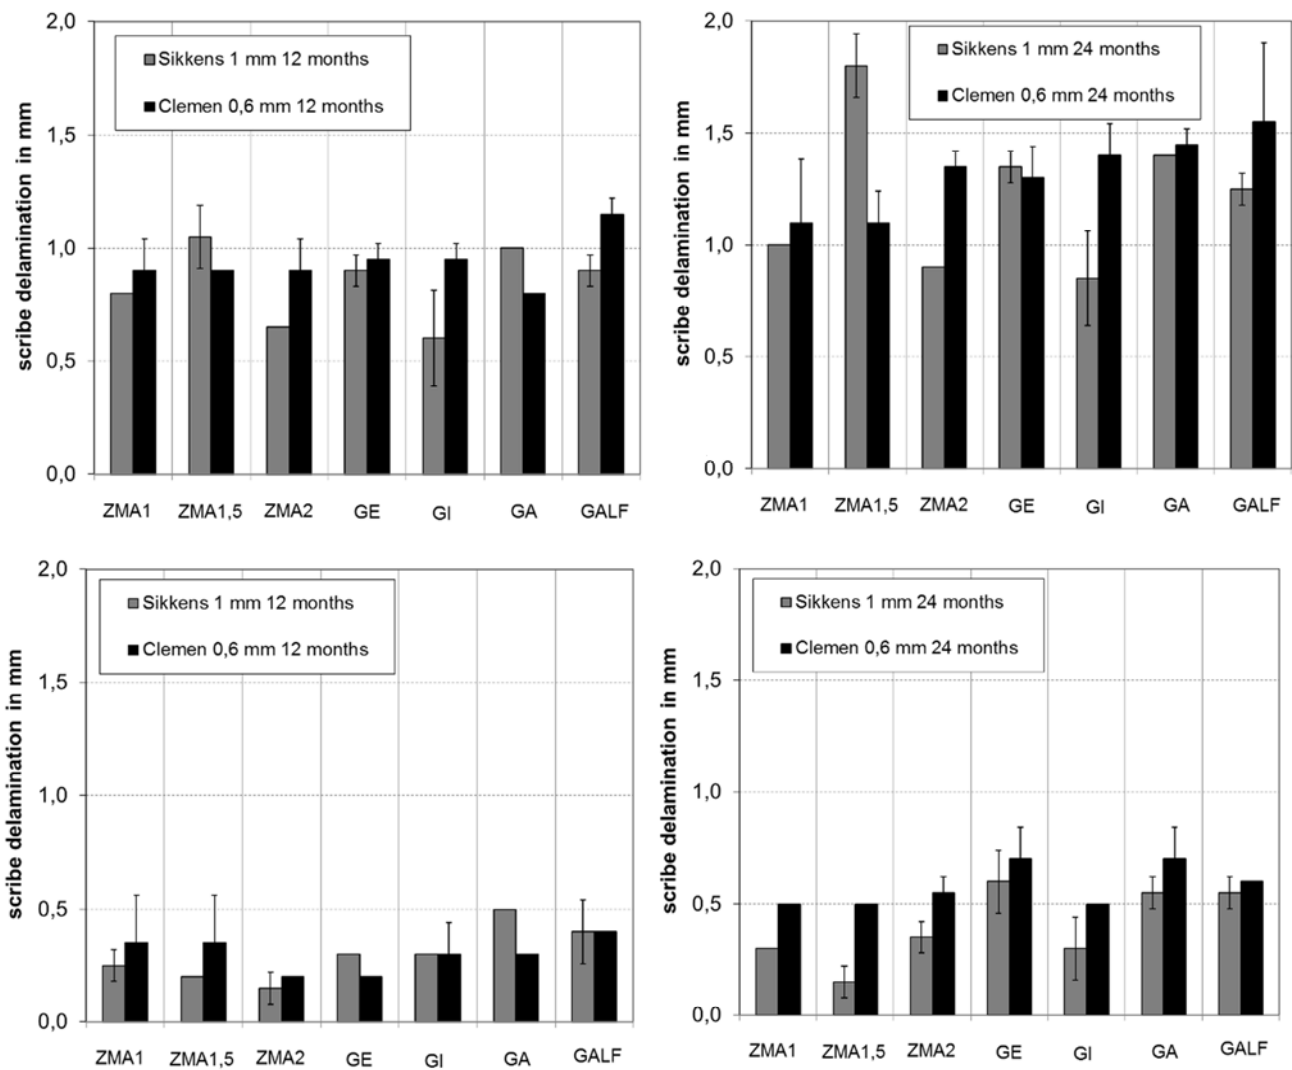 scribe delamination in mm
2,0
1,5
1,0
0,5
0,0
Sikkens 1 mm 12 months
Clemen 0,6 mm 12 months
ZMA1 ZMA1,5 ZMA2 GE GI GA GALF
scribe delamination in mm
2,0
1,5
1,0
0,5
0,0
Sikkens 1 mm 24 months
Clemen 0,6 mm 24 months
ZMA1 ZMA1,5 ZMA2 GE GI GA GALF
scribe delamination in mm
2,0
1,5
1,0
0,5
0,0
Sikkens 1 mm 12 months
Clemen 0,6 mm 12 months
ZMA1 ZMA1,5 ZMA2 GE GI GA GALF
scribe delamination in mm
2,0
1,5
1,0
0,5
0,0
Sikkens 1 mm 24 months
Clemen 0,6 mm 24 months
ZMA1 ZMA1,5 ZMA2 GE GI GA GALF